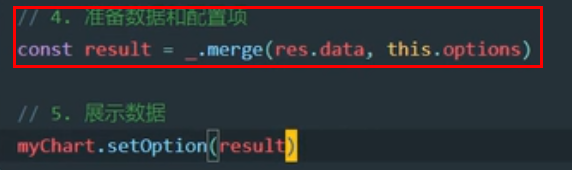 // 4. 准备数据和配置项
const result = _.merge(res.data, this.options)
// 5. 展示数据
myChart.setOption(result)